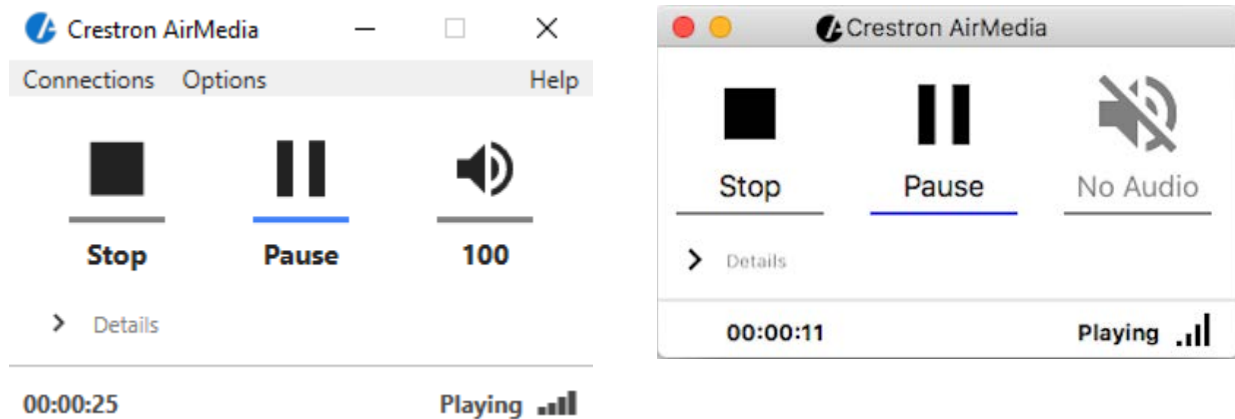 Crestron AirMedia
Connections Options Help
Stop Pause 100
Details
00:00:25 Playing
Crestron AirMedia
Stop Pause No Audio
Details
00:00:11 Playing